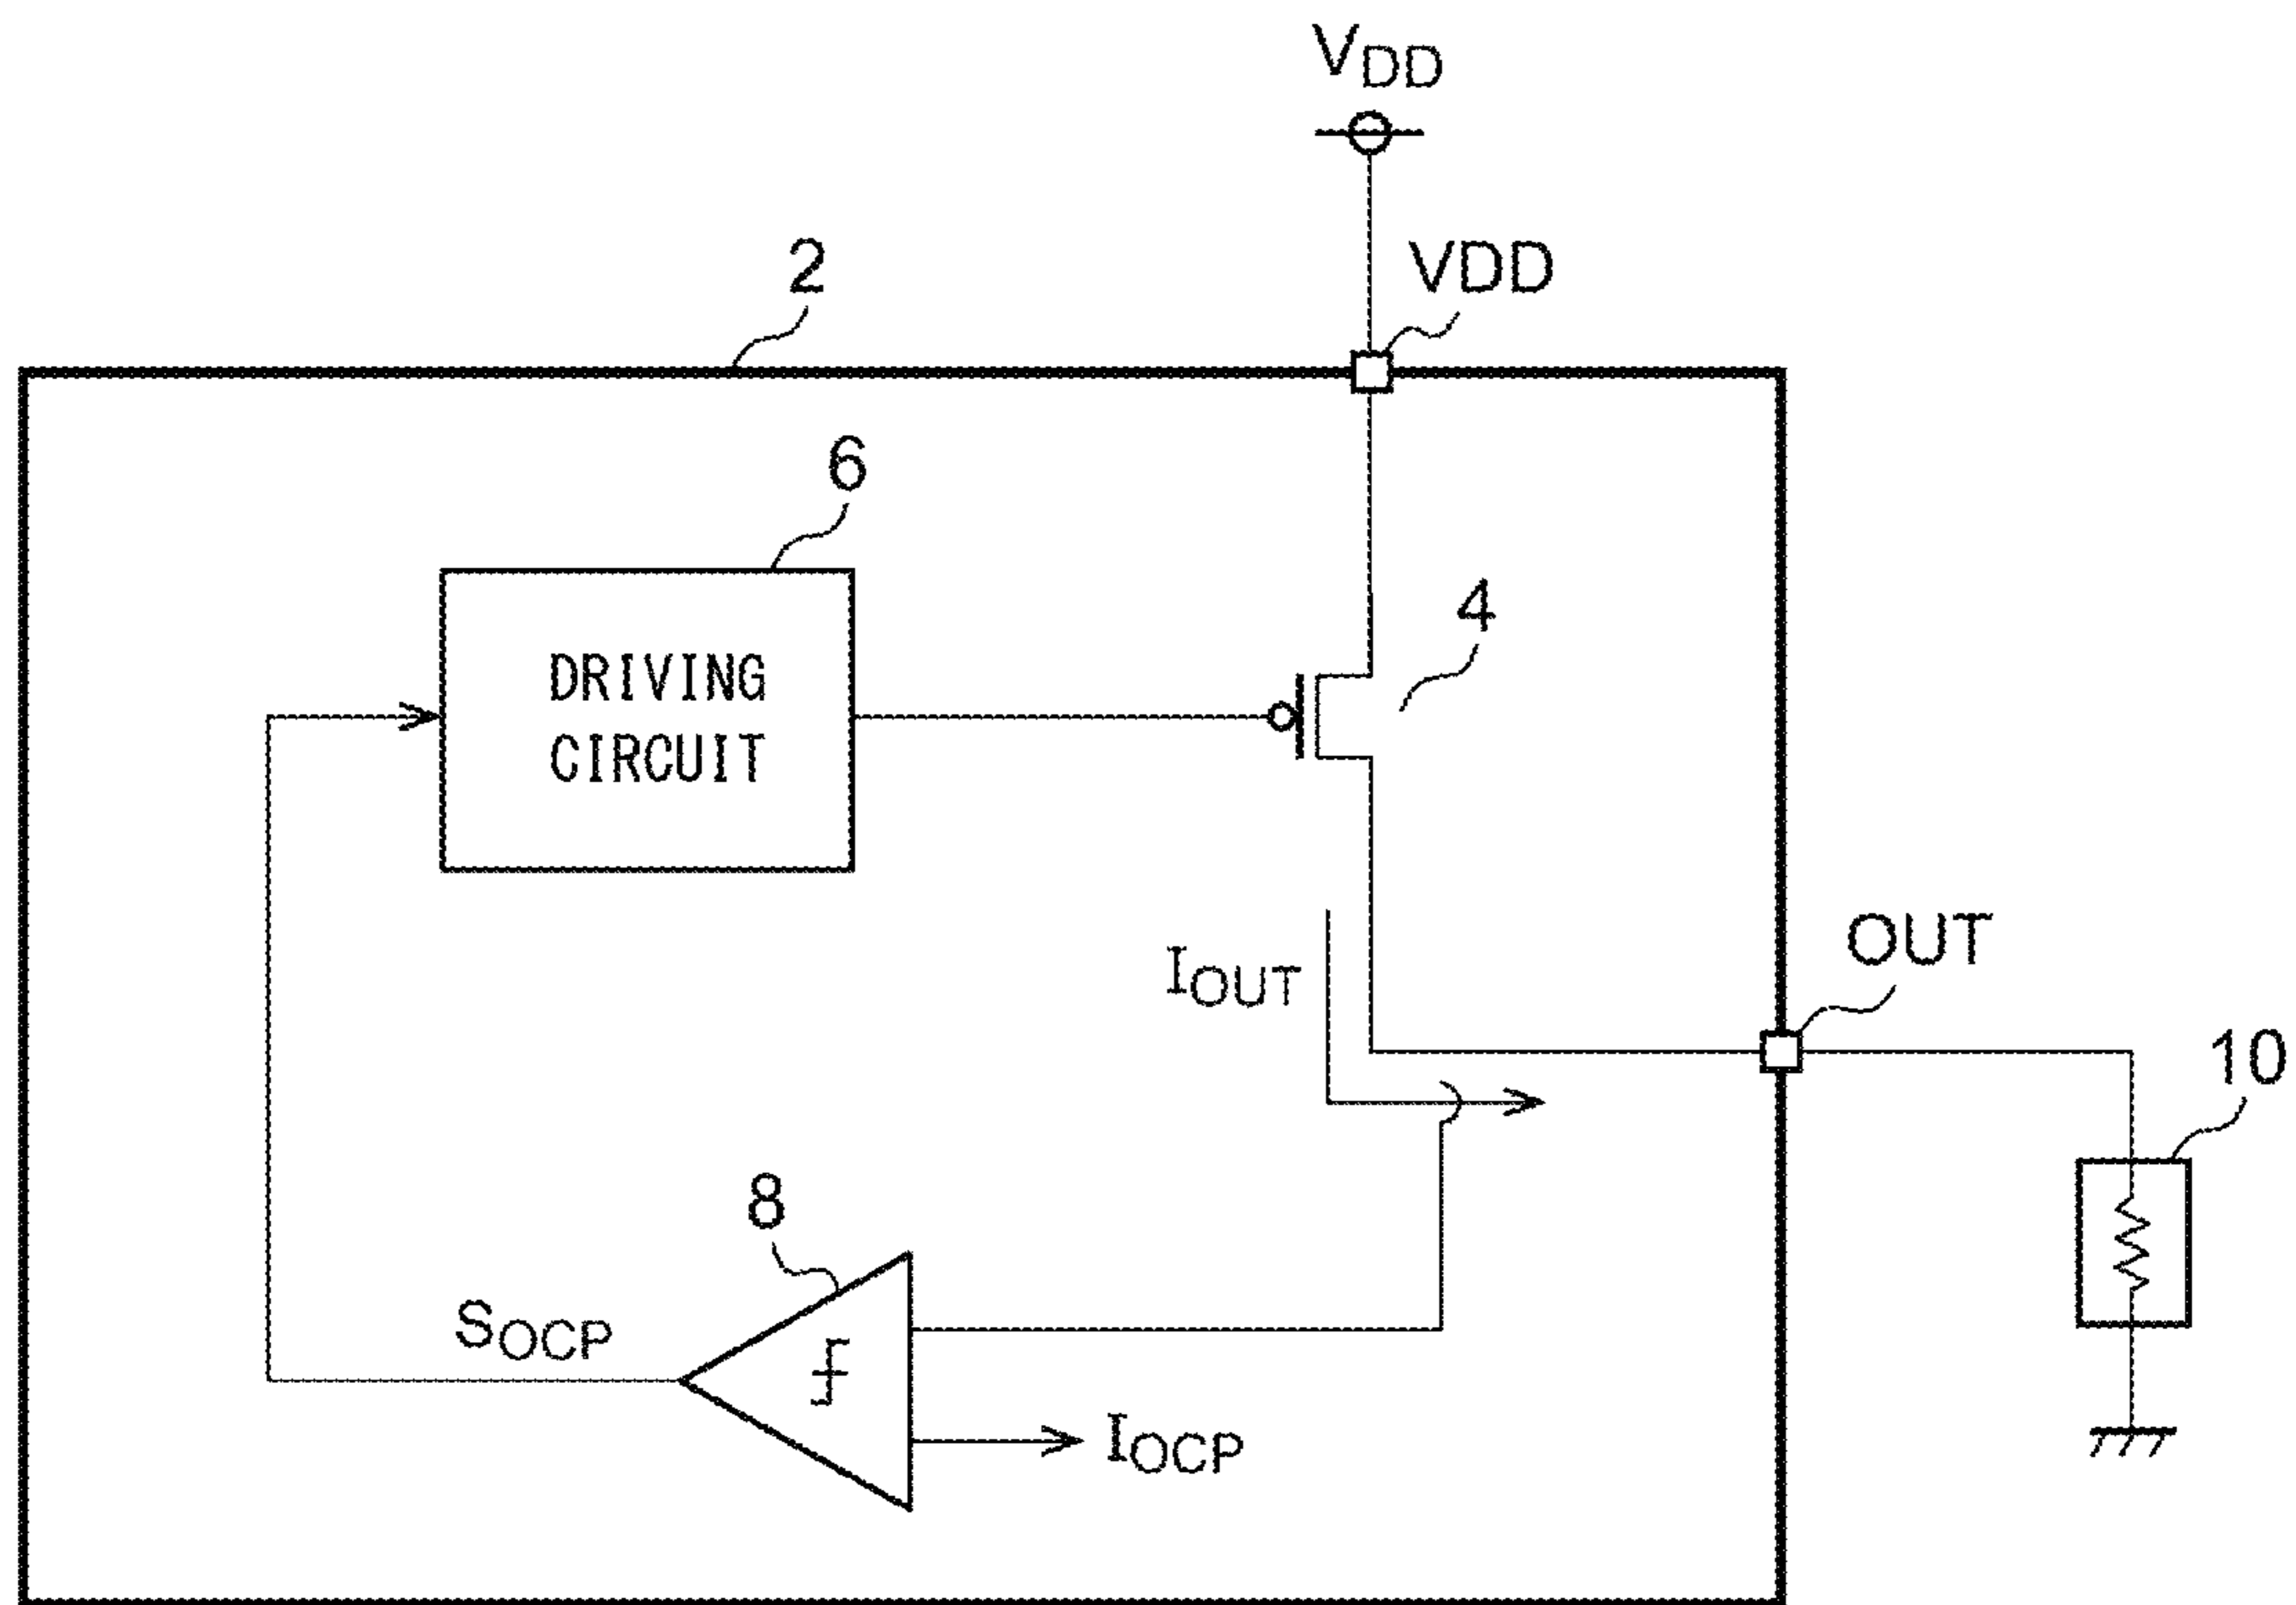 VDD
2
VDD
6
4
DRIVING
CIRCUIT
IOUT
OUT
10
8
SOCP
IOCP